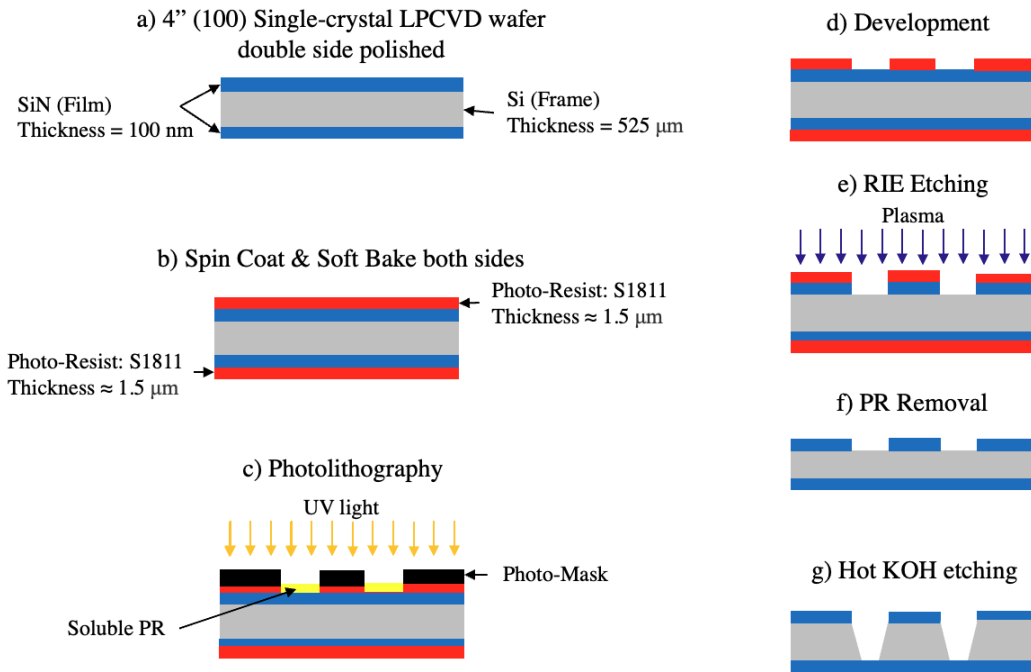 a) 4” (100) Single-crystal LPCVD wafer
double side polished
SiN (Film)
Thickness = 100 nm
Si (Frame)
Thickness = 525 μm
b) Spin Coat & Soft Bake both sides
Photo-Resist: S1811
Thickness ≈ 1.5 μm
Photo-Resist: S1811
Thickness ≈ 1.5 μm
c) Photolithography
UV light
Photo-Mask
Soluble PR
d) Development
e) RIE Etching
Plasma
f) PR Removal
g) Hot KOH etching